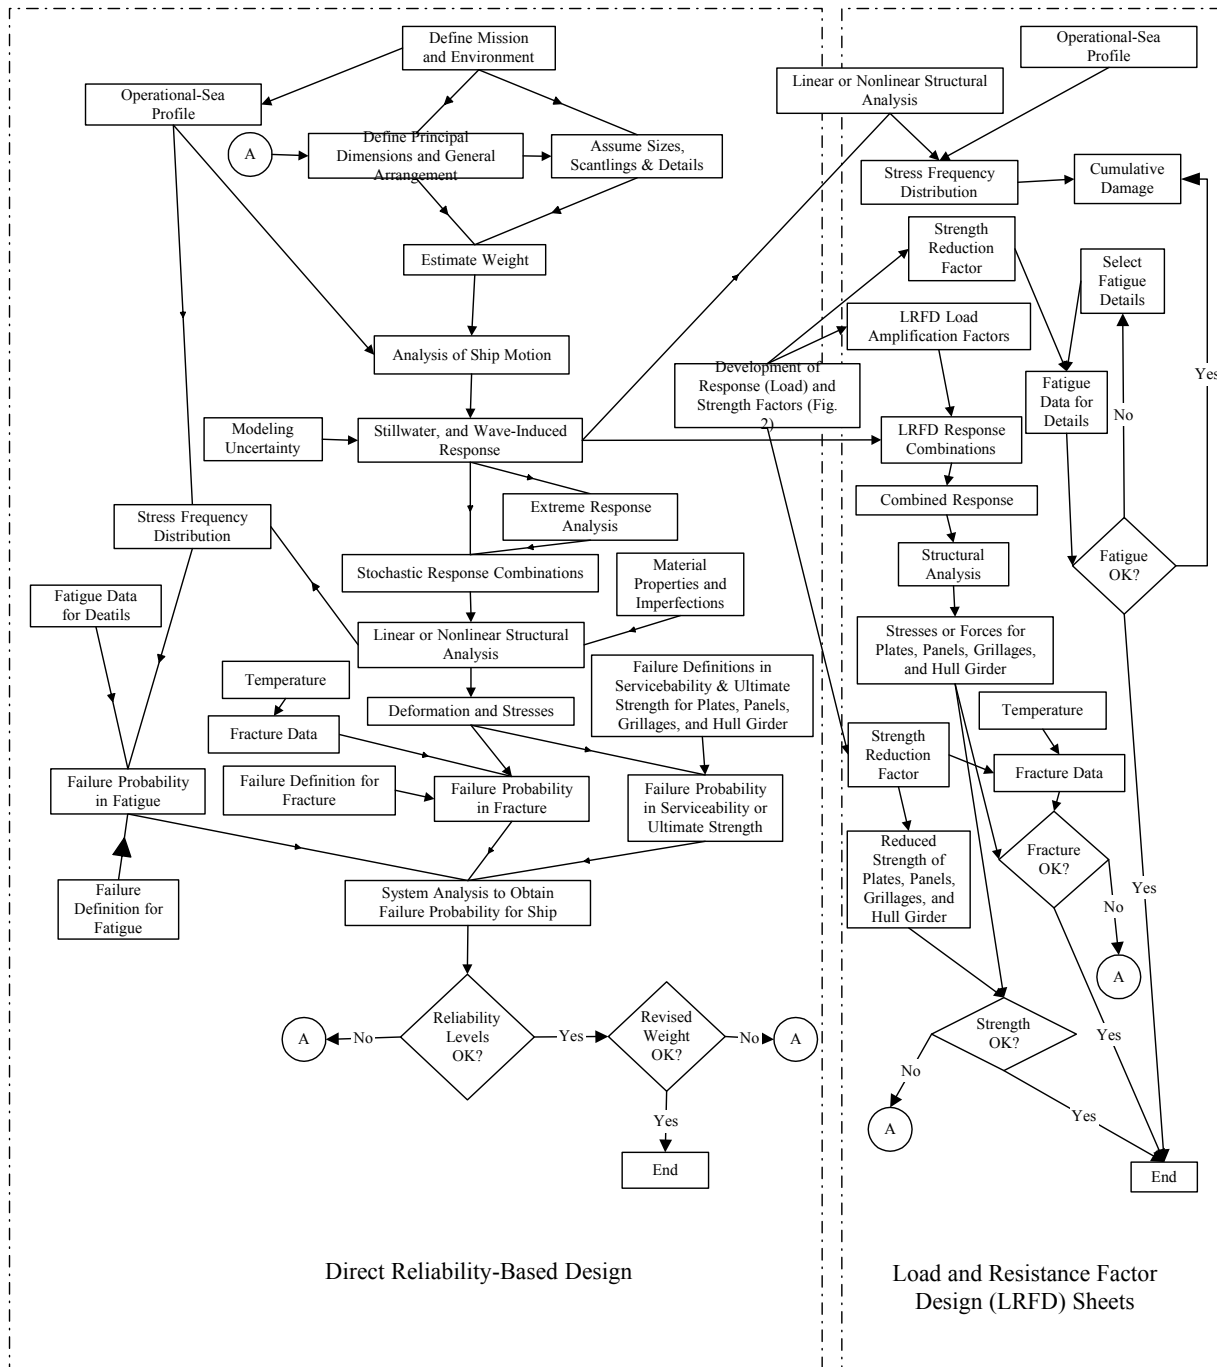 Define Mission
and Environment
Operational-Sea
Profile
A
Define Principal
Dimensions and General
Arrangement
Assume Sizes,
Scantlings & Details
Estimate Weight
Analysis of Ship Motion
Modeling
Uncertainty
Stillwater, and Wave-Induced
Response
Extreme Response
Analysis
Stress Frequency
Distribution
Stochastic Response Combinations
Material
Properties and
Imperfections
Fatigue Data
for Deatils
Linear or Nonlinear Structural
Analysis
Temperature
Failure Definitions in
Servicebability & Ultimate
Strength for Plates, Panels,
Grillages, and Hull Girder
Deformation and Stresses
Fracture Data
Failure Probability
in Fatigue
Failure Definition for
Fracture
Failure Probability
in Fracture
Failure Probability
in Serviceability or
Ultimate Strength
Failure
Definition for
Fatigue
System Analysis to Obtain
Failure Probability for Ship
A
No
Reliability
Levels
OK?
Yes
Revised
Weight
OK?
No
A
Yes
End
Direct Reliability-Based Design
Operational-Sea
Profile
Linear or Nonlinear Structural
Analysis
Stress Frequency
Distribution
Cumulative
Damage
Strength
Reduction
Factor
Select
Fatigue
Details
LRFD Load
Amplification Factors
Development of
Response (Load) and
Strength Factors (Fig.
2)
Fatigue
Data for
Details
Yes
No
LRFD Response
Combinations
Combined Response
Structural
Analysis
Fatigue
OK?
Stresses or Forces for
Plates, Panels, Grillages,
and Hull Girder
Temperature
Strength
Reduction
Factor
Fracture Data
Reduced
Strength of
Plates, Panels,
Grillages, and
Hull Girder
Fracture
OK?
Yes
No
A
Strength
OK?
Yes
No
A
Yes
End
Load and Resistance Factor
Design (LRFD) Sheets